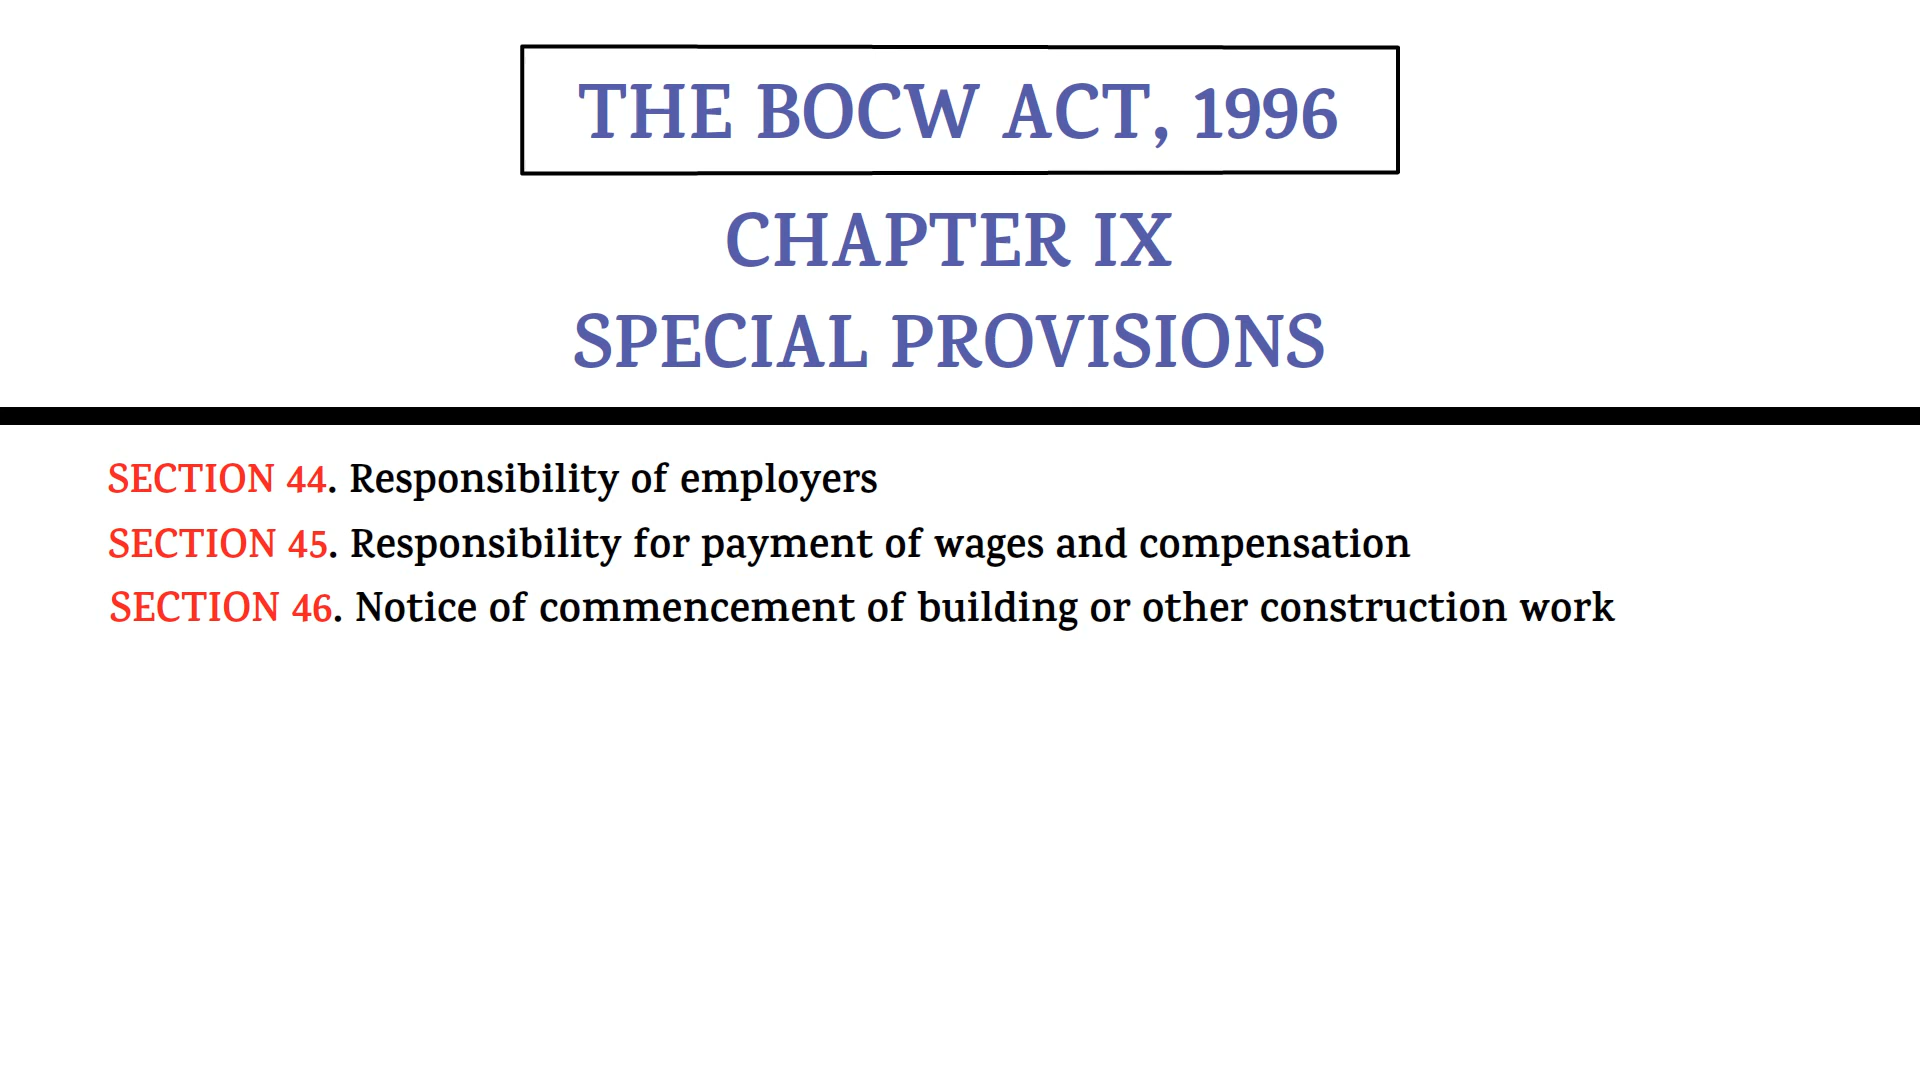 THE BOCW ACT, 1996
CHAPTER IX
SPECIAL PROVISIONS
SECTION 44. Responsibility of employers
SECTION 45. Responsibility for payment of wages and compensation
SECTION 46. Notice of commencement of building or other construction work